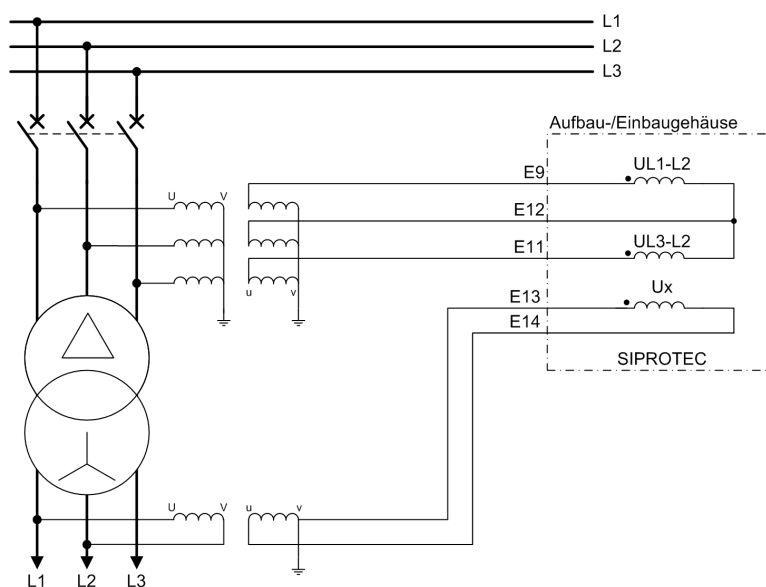 L1
L2
L3
Aufbau-/Einbaugehäuse
E9
UL1-L2
U
V
E12
E11
UL3-L2
u
v
E13
Ux
E14
SIPROTEC
U
V
u
v
L1
L2
L3